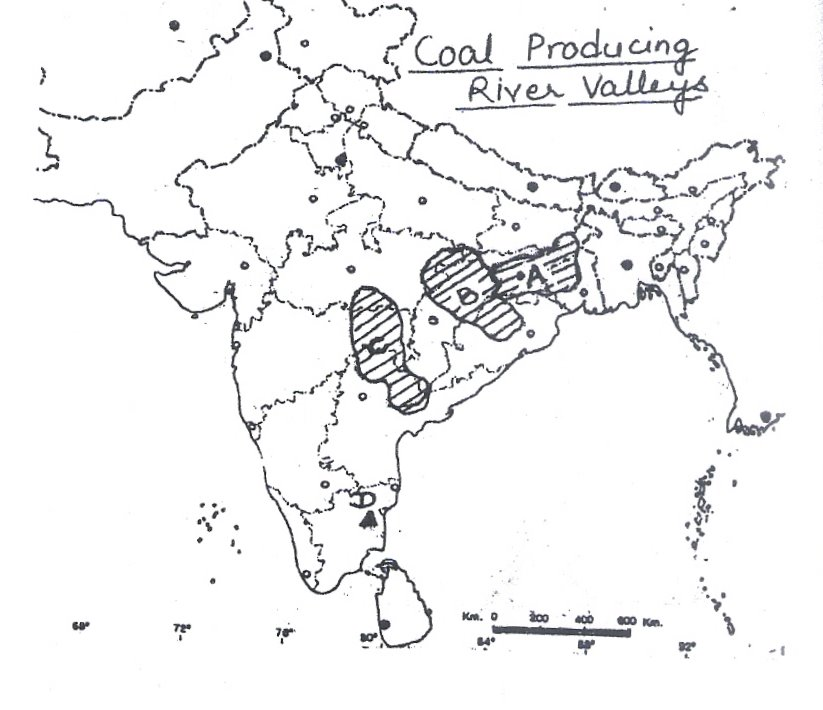 Coal Producing
River Valleys
A
B
C
D
Km. 0 200 400 600 Km.
68° 72° 76° 80° 84° 88° 92°